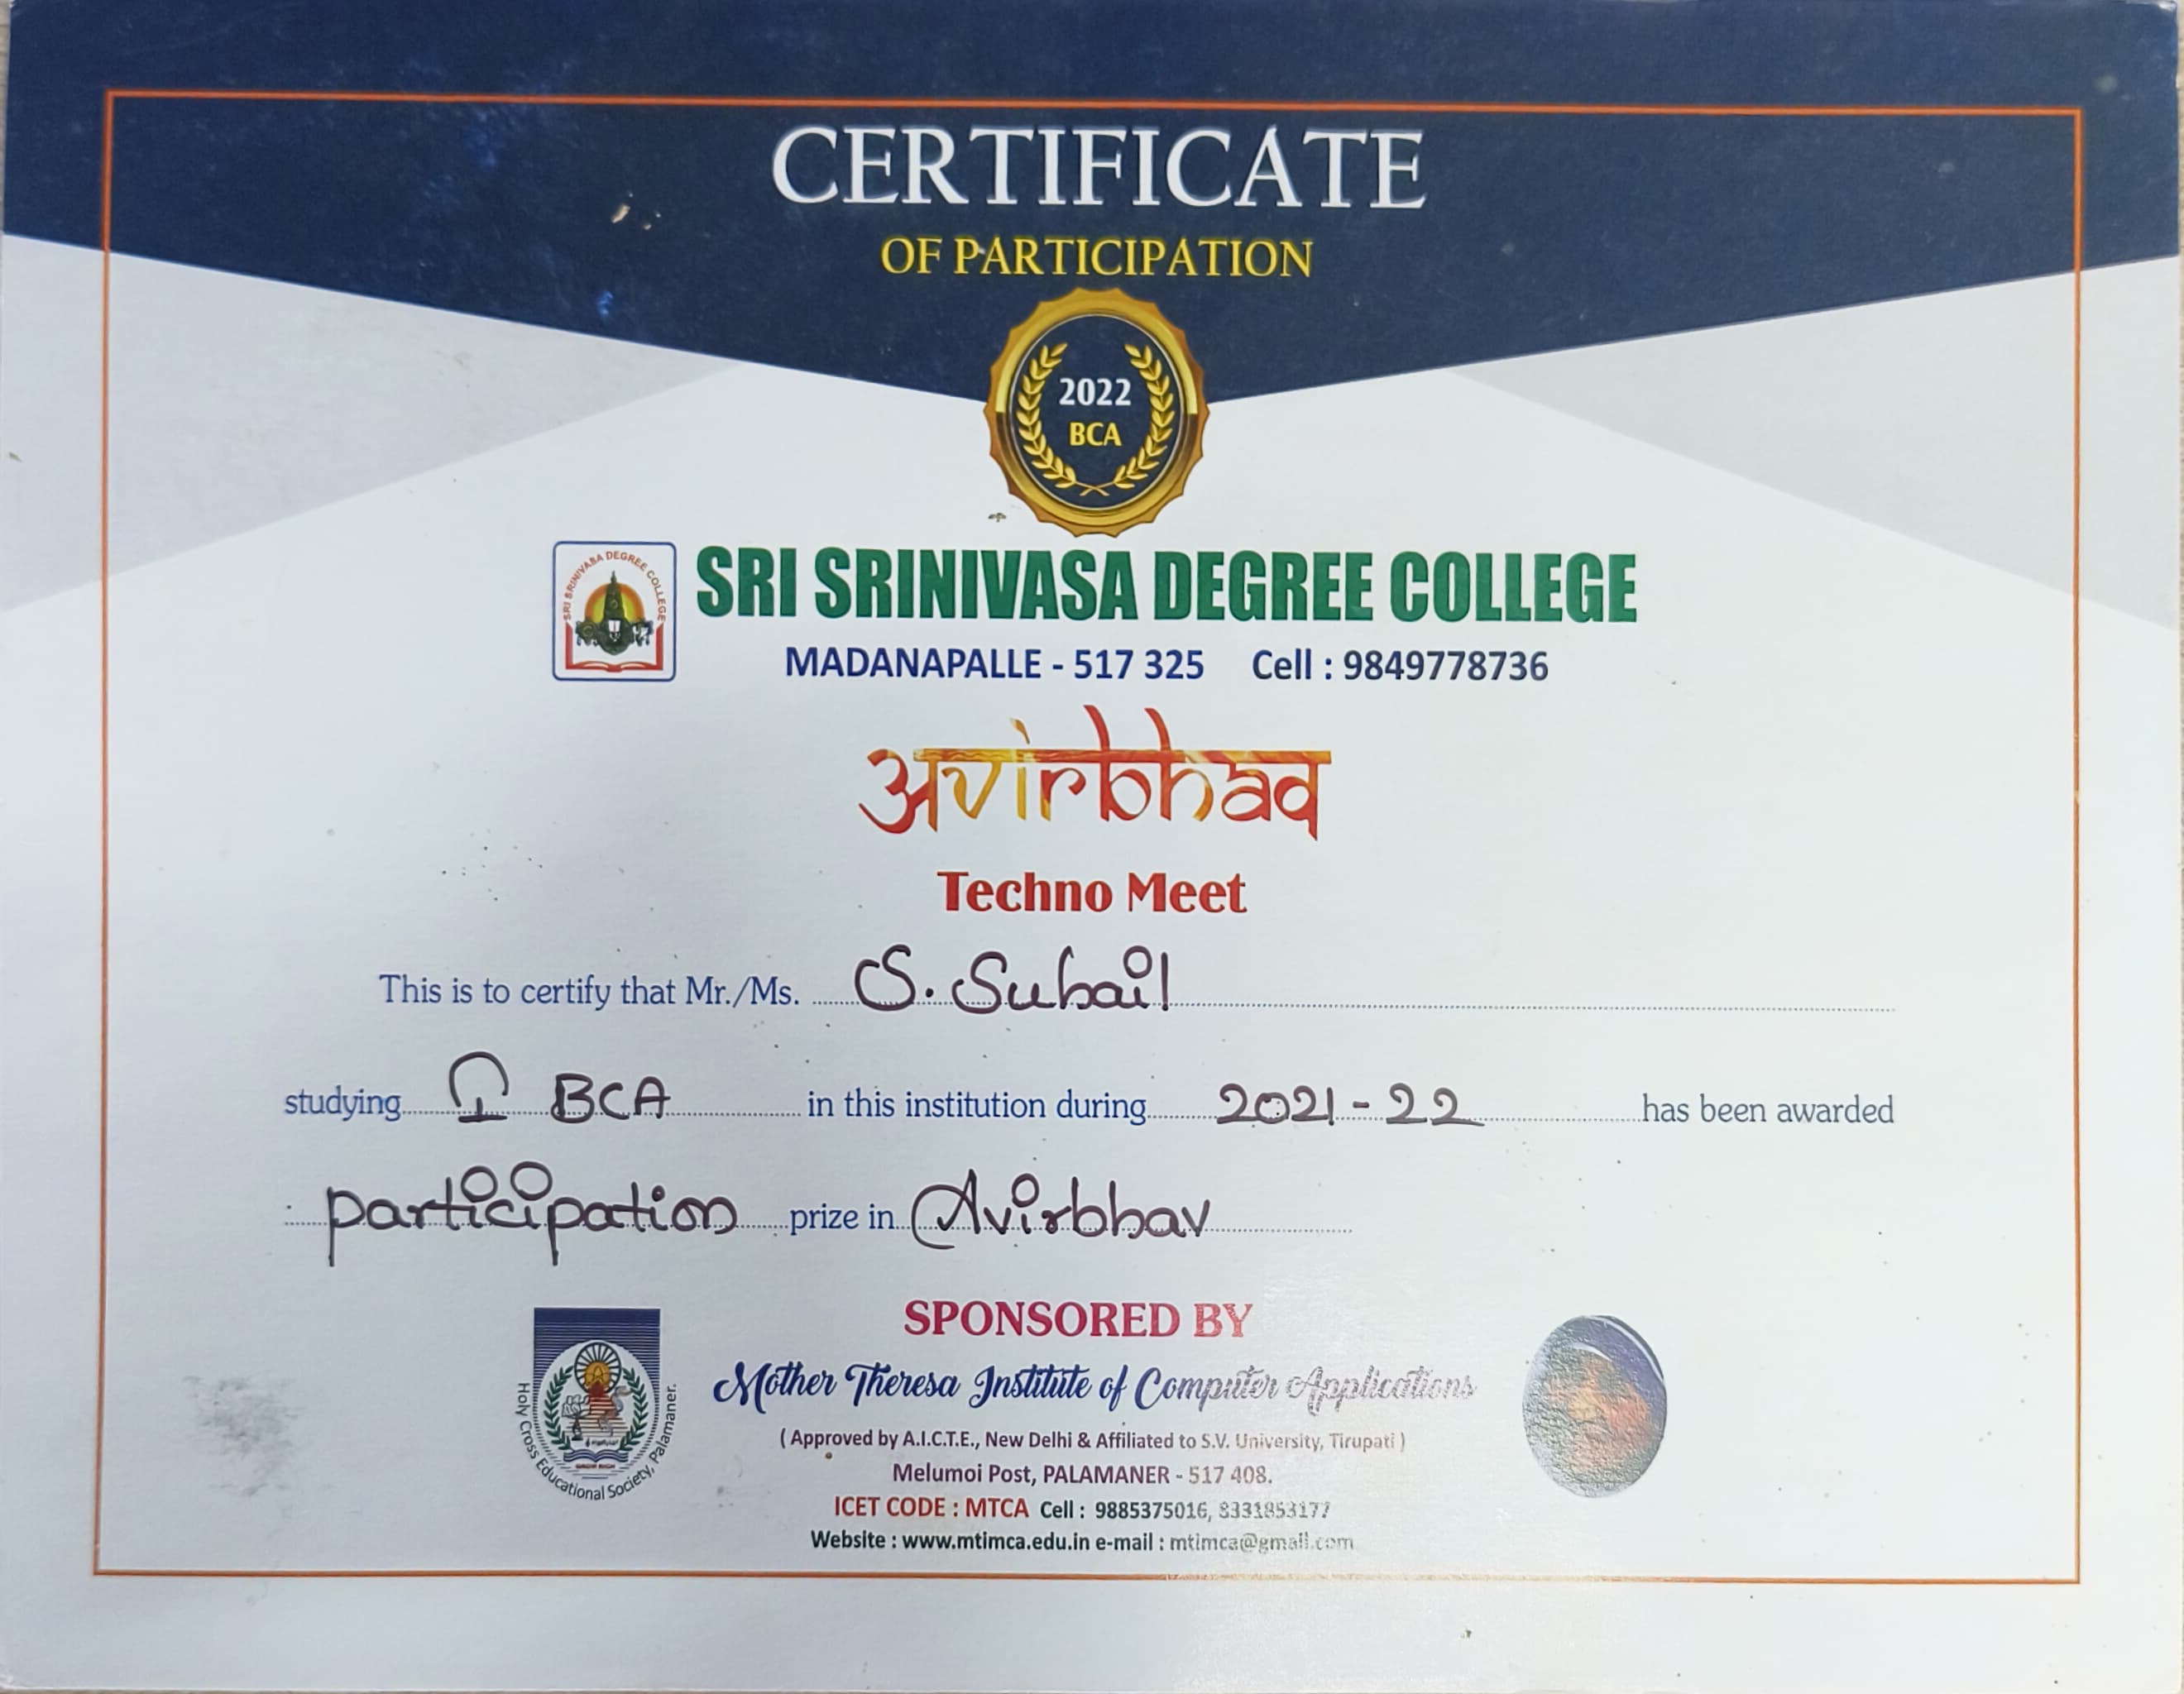 CERTIFICATE
OF PARTICIPATION
2022
BCA
SRI SRINIVASA DEGREE COLLEGE
SRI SRINIVASA DEGREE COLLEGE
MADANAPALLE - 517 325 Cell : 9849778736
अvirbhav
Techno Meet
This is to certify that Mr./Ms. S. Suhail
studying I BCA in this institution during 2021-22 has been awarded
participation prize in Avirbhav
SPONSORED BY
Mother Theresa Institute of Computer Applications
( Approved by A.I.C.T.E., New Delhi & Affiliated to S.V. University, Tirupati )
Melumoi Post, PALAMANER - 517 408.
ICET CODE : MTCA Cell : 9885375016, 8331853177
Website : www.mtimca.edu.in e-mail : mtimca@gmail.com
Holy Cross Educational Society, Palamaner.